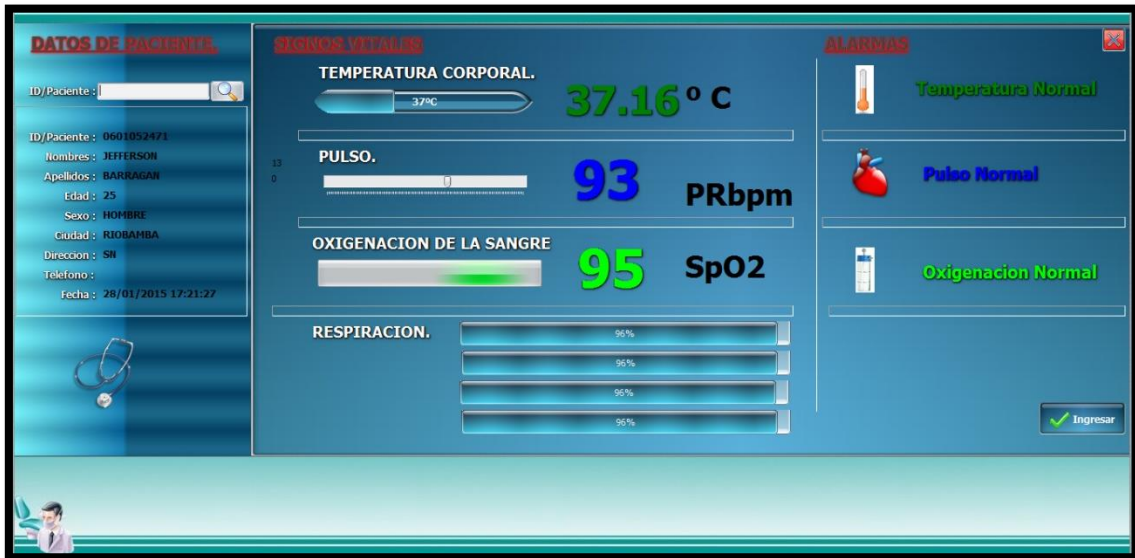 DATOS DE PACIENTE.
ID/Paciente :
ID/Paciente : 0601052471
Nombres : JEFFERSON
Apellidos : BARRAGAN
Edad : 25
Sexo : HOMBRE
Ciudad : RIOBAMBA
Direccion : SN
Telefono :
Fecha : 28/01/2015 17:21:27
SIGNOS VITALES
TEMPERATURA CORPORAL.
37ºC
37.16 º C
PULSO.
13
0
93 PRbpm
OXIGENACION DE LA SANGRE
95 SpO2
RESPIRACION.
96%
96%
96%
96%
ALARMAS
Temperatura Normal
Pulso Normal
Oxigenacion Normal
Ingresar